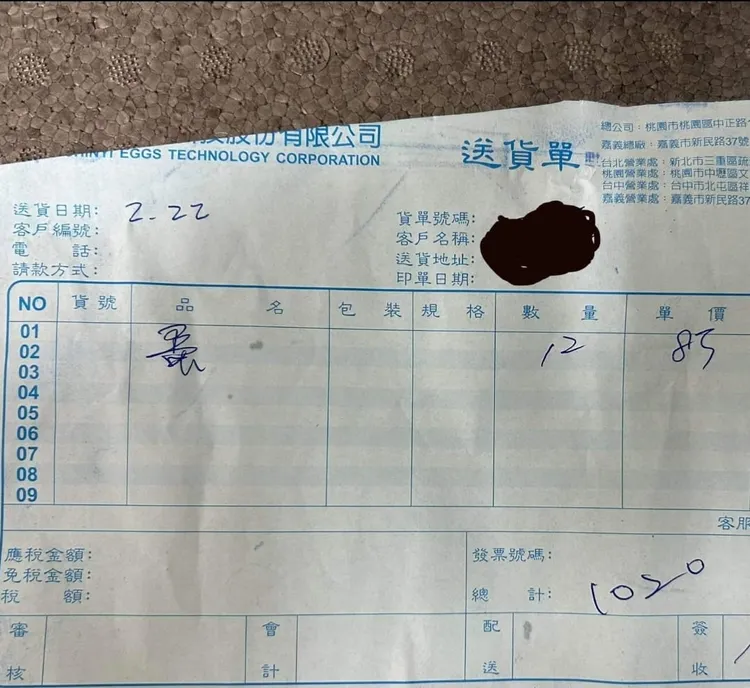 股份有限公司
EGGS TECHNOLOGY CORPORATION
送貨單
總公司：桃園市桃園區中正路
嘉義總廠：嘉義市新民路37號
台北營業處：新北市三重區疏
桃園營業處：桃園市中壢區文
台中營業處：台中市北屯區祥
嘉義營業處：嘉義市新民路37
送貨日期：2-22
客戶編號：
電　話：
請款方式：
貨單號碼：
客戶名稱：
送貨地址：
印單日期：
NO 貨號 品名 包裝 規格 數量 單價
01
02 蛋 12 85
03
04
05
06
07
08
09
客服
應稅金額：
免稅金額：
稅　額：
發票號碼：
總　計：1020
審核 會計 配送 簽收